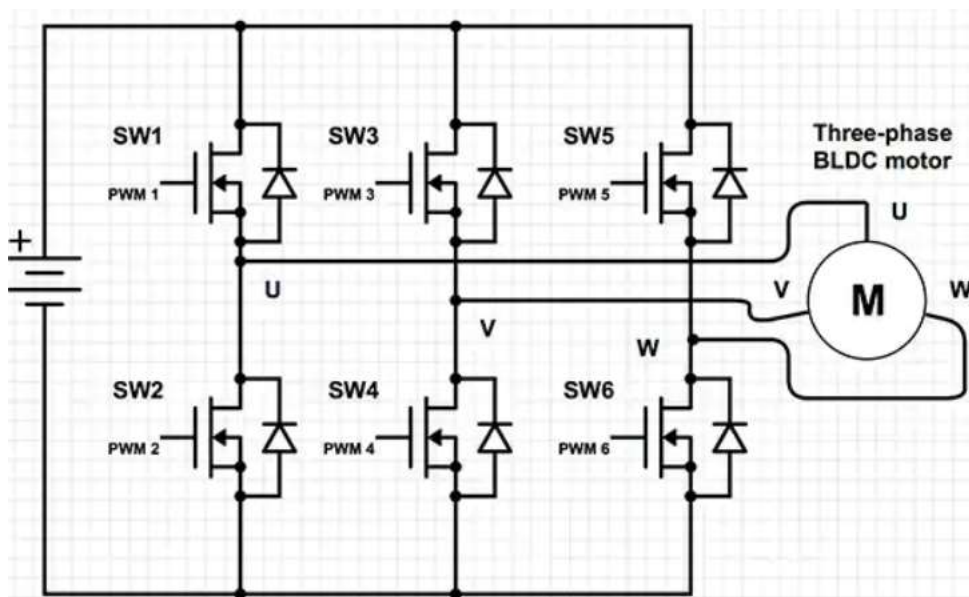 SW1
SW3
SW5
Three-phase
BLDC motor
PWM 1
PWM 3
PWM 5
U
+
U
V
M
W
V
W
SW2
SW4
SW6
PWM 2
PWM 4
PWM 6